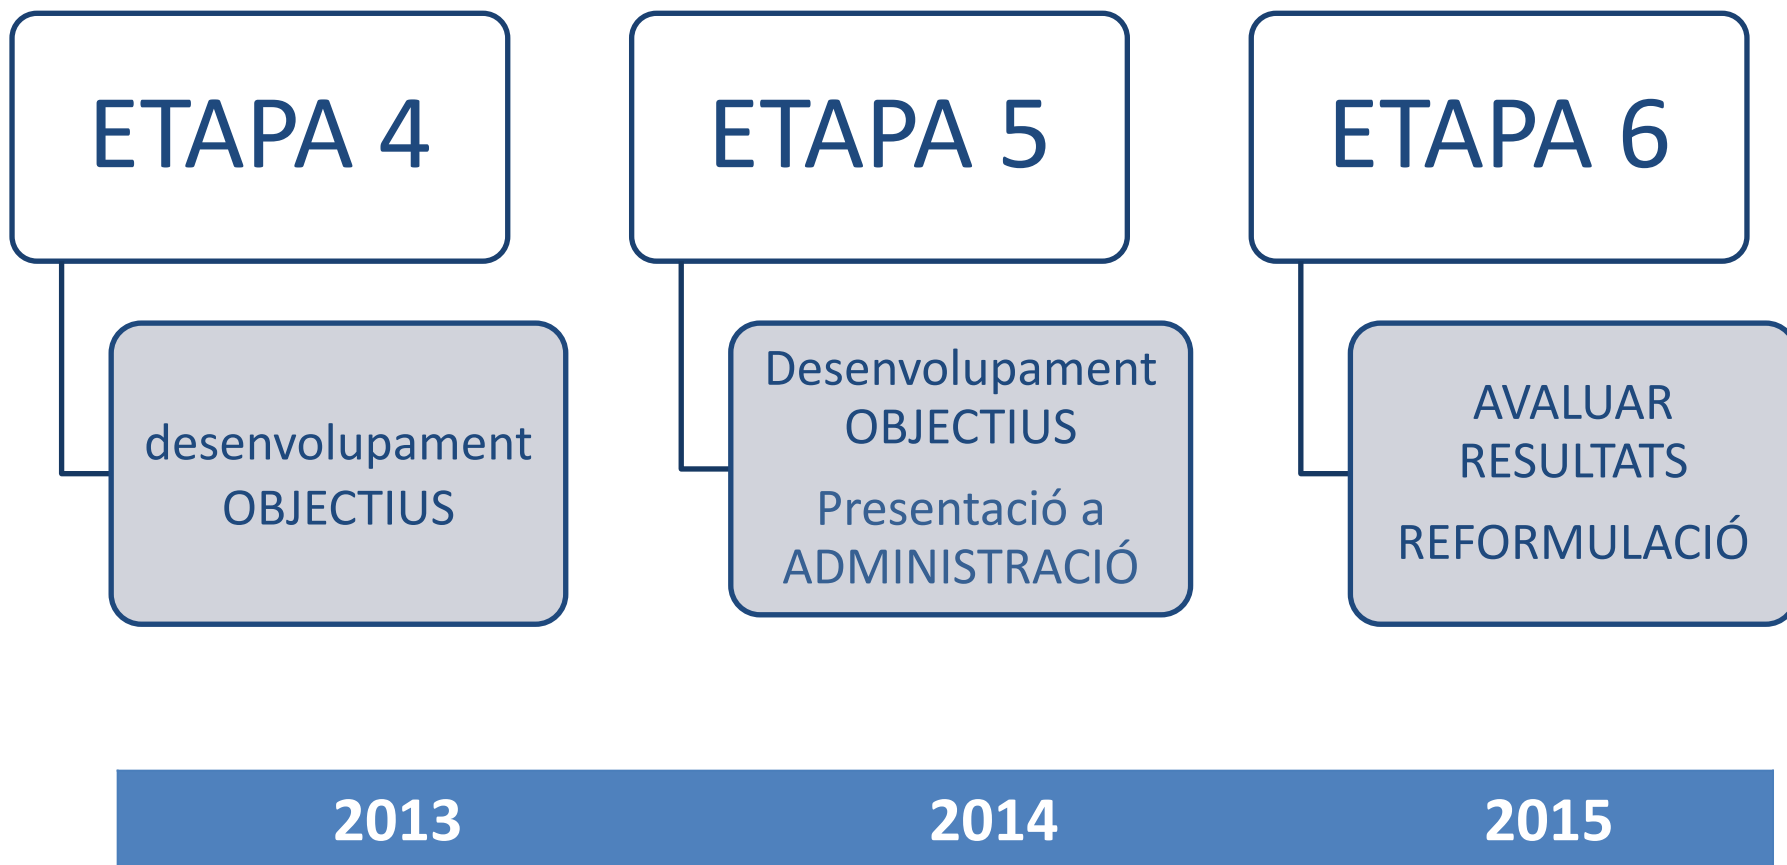 ETAPA 4
desenvolupament
OBJECTIUS
ETAPA 5
Desenvolupament
OBJECTIUS
Presentació a
ADMINISTRACIÓ
ETAPA 6
AVALUAR
RESULTATS
REFORMULACIÓ
2013 2014 2015